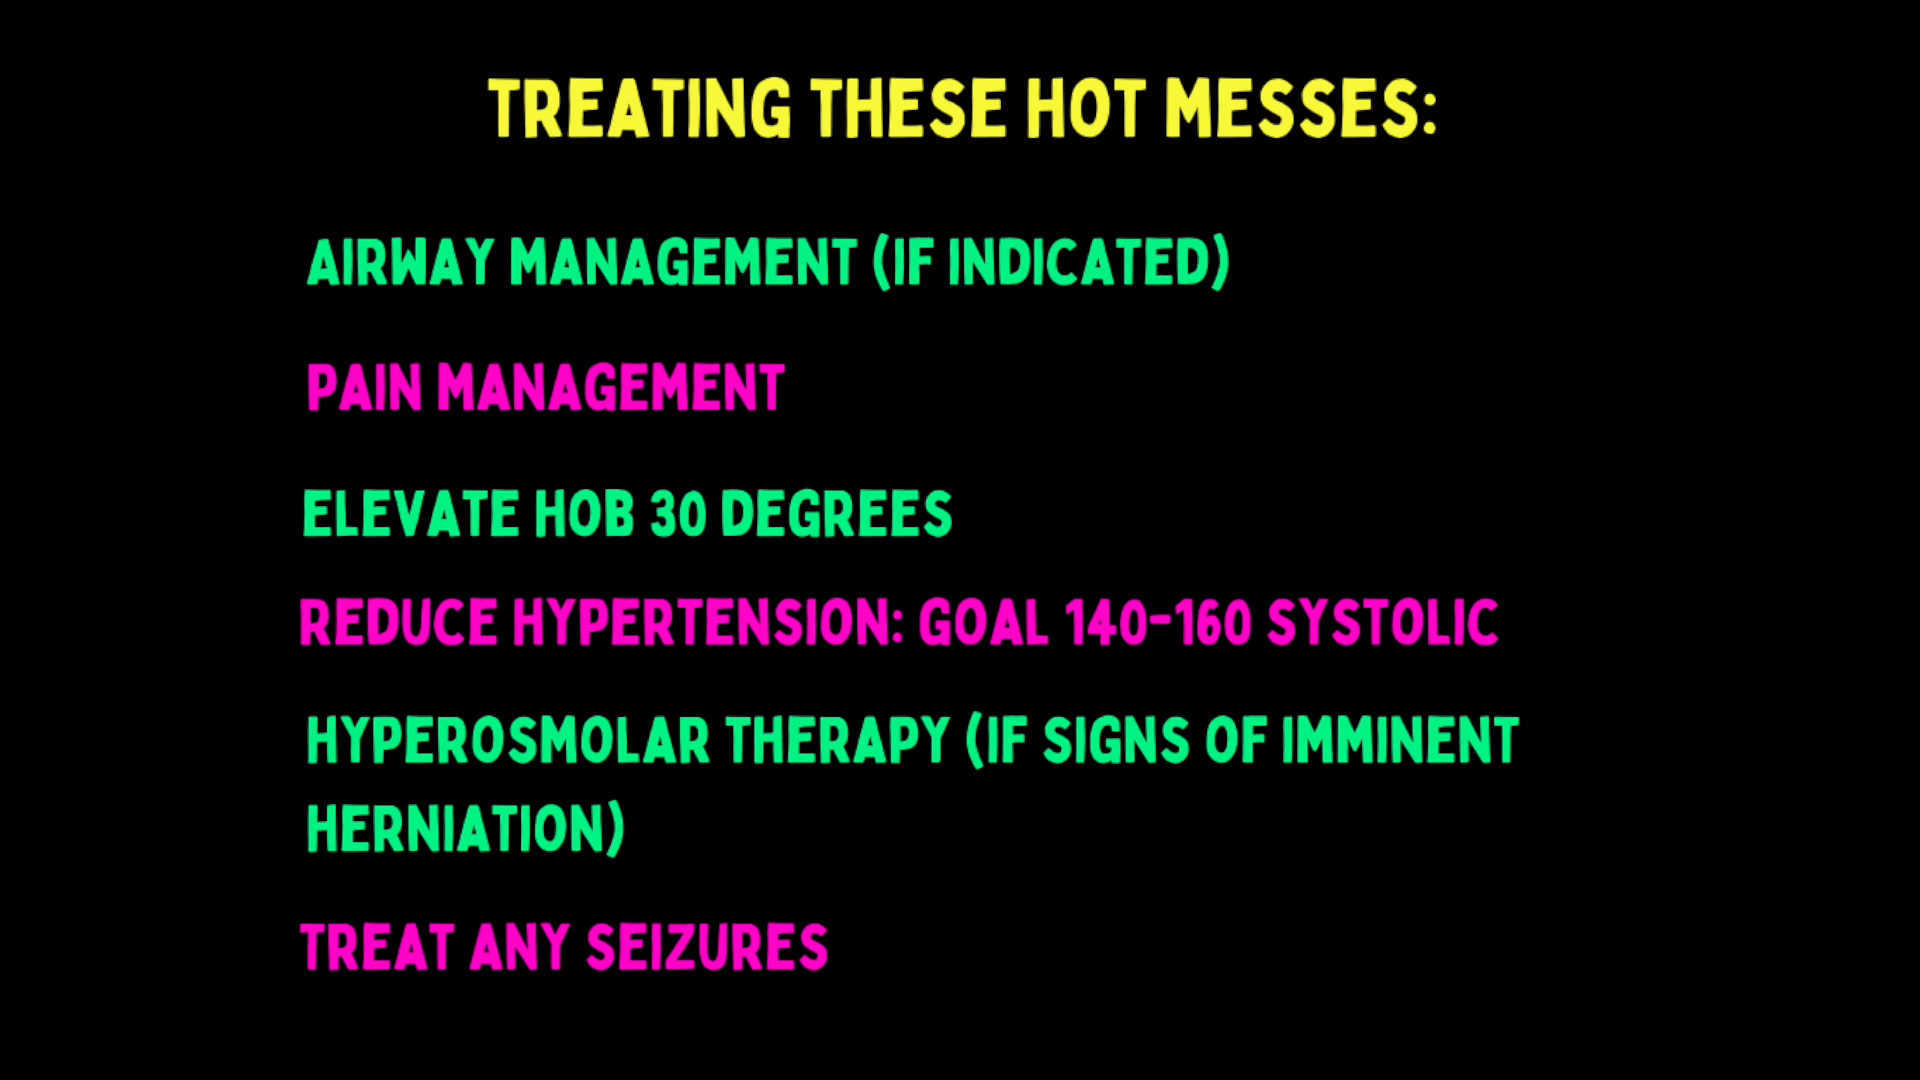 TREATING THESE HOT MESSES:
AIRWAY MANAGEMENT (IF INDICATED)
PAIN MANAGEMENT
ELEVATE HOB 30 DEGREES
REDUCE HYPERTENSION: GOAL 140-160 SYSTOLIC
HYPEROSMOLAR THERAPY (IF SIGNS OF IMMINENT
HERNIATION)
TREAT ANY SEIZURES